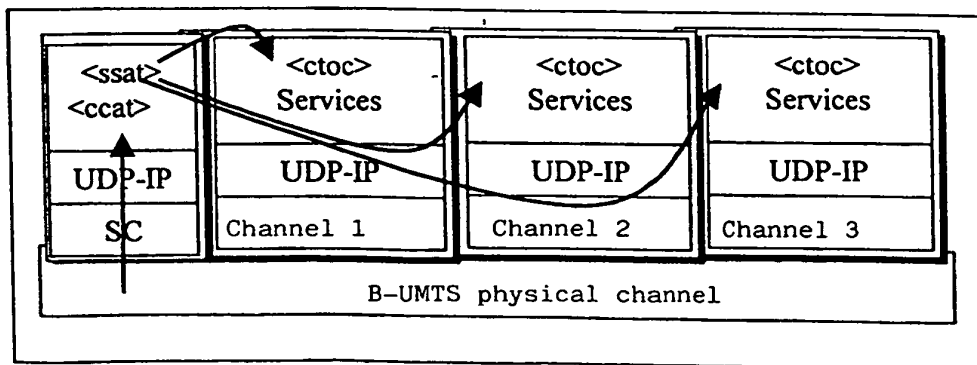 <ssat>
<ccat>
UDP-IP
SC
<ctoc>
Services
UDP-IP
Channel 1
<ctoc>
Services
UDP-IP
Channel 2
<ctoc>
Services
UDP-IP
Channel 3
B-UMTS physical channel